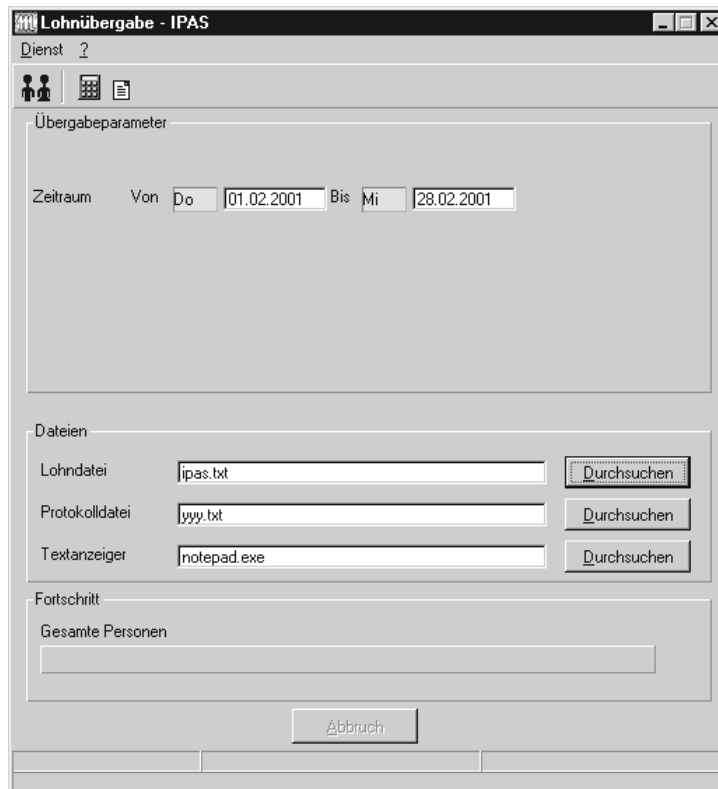 Lohnübergabe - IPAS
Dienst ?
Übergabeparameter
Zeitraum Von Do 01.02.2001 Bis Mi 28.02.2001
Dateien
Lohndatei ipas.txt Durchsuchen
Protokolldatei yyy.txt Durchsuchen
Textanzeiger notepad.exe Durchsuchen
Fortschritt
Gesamte Personen
Abbruch